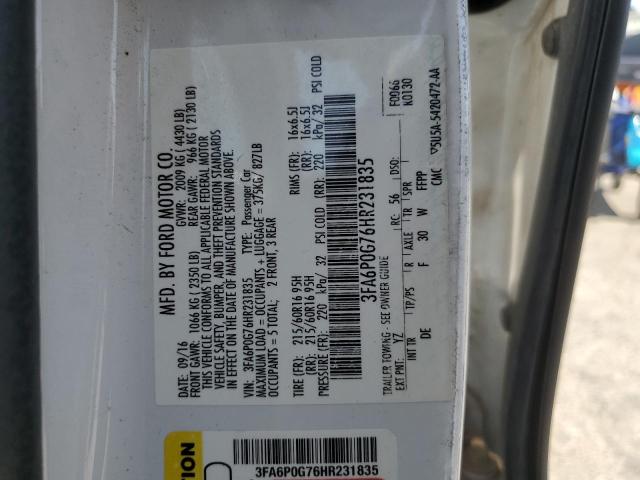 MFD. BY FORD MOTOR CO.
DATE: 09/16 GVWR: 2009 KG ( 4430 LB)
FRONT GAWR: 1066 KG ( 2350 LB) REAR GAWR: 966 KG ( 2130 LB)
THIS VEHICLE CONFORMS TO ALL APPLICABLE FEDERAL MOTOR
VEHICLE SAFETY, BUMPER, AND THEFT PREVENTION STANDARDS
IN EFFECT ON THE DATE OF MANUFACTURE SHOWN ABOVE.
VIN: 3FA6P0G76HR231835 TYPE: Passenger Car
MAXIMUM LOAD = OCCUPANTS + LUGGAGE = 375KG/ 827LB
OCCUPANTS = 5 TOTAL: 2 FRONT, 3 REAR
TIRE (FR): 215/60R16 95H RIMS (FR): 16x6.5J
(RR): 215/60R16 95H (RR): 16x6.5J
PRESSURE (FR): 220 kPa/ 32 PSI COLD (RR): 220 kPa/ 32 PSI COLD
3FA6P0G76HR231835
TRAILER TOWING - SEE OWNER GUIDE
EXT PNT: YZ RC: 56 DSO: F0066
N0130
INT TR TP/PS R AXLE TR SPR
DE F 30 W FFPP
5U5A-5420472-AA
CMC
TION
3FA6P0G76HR231835